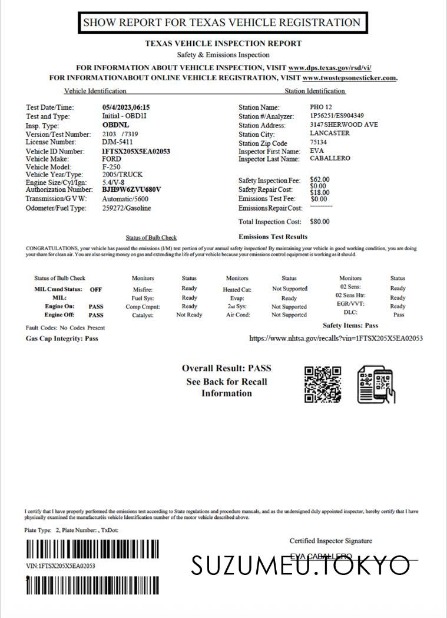 SHOW REPORT FOR TEXAS VEHICLE REGISTRATION
TEXAS VEHICLE INSPECTION REPORT
Safety & Emissions Inspection
FOR INFORMATION ABOUT VEHICLE INSPECTION, VISIT www.dps.texas.gov/rsd/vi/
FOR INFORMATIONABOUT ONLINE VEHICLE REGISTRATION, VISIT www.twostepsonesticker.com.
Vehicle Identification
Test Date/Time: 05/4/2023,06:15
Test and Type: Initial - OBDII
Insp. Type: OBDNL
Version/Test Number: 2103 /7319
License Number: DJM-5411
Vehicle ID Number: 1FTSX205X5EA02053
Vehicle Make: FORD
Vehicle Model: F-250
Vehicle Year/Type: 2005/TRUCK
Engine Size/Cyl/Ign: 5.4/V-8
Authorization Number: BJH9W6ZVU680V
Transmission/G V W: Automatic/5600
Odometer/Fuel Type: 259272/Gasoline
Station Identification
Station Name: PHO 12
Station #/Analyzer: 1P56251/ES904349
Station Address: 3147 SHERWOOD AVE
Station City: LANCASTER
Station Zip Code 75134
Inspector First Name: EVA
Inspector Last Name: CABALLERO
Safety Inspection Fee: $62.00
$0.00
Safety Repair Cost: $18.00
Emissions Test Fee: $0.00
Emissions Repair Cost:
Total Inspection Cost: $80.00
Status of Bulb Check
Emissions Test Results
CONGRATULATIONS, your vehicle has passed the emissions (I/M) test portion of your annual safety inspection! By maintaining your vehicle in good working condition, you are doing
your share for clean air. You are also saving money on gas and extending the life of your vehicle because your emissions control equipment is working as it should.
Status of Bulb Check
MIL Cmmd Status: OFF
MIL:
Engine On: PASS
Engine Off: PASS
Monitors Status
Misfire: Ready
Fuel Sys: Ready
Comp Cmpnt: Ready
Catalys: Not Ready
Monitors Status
Heated Cat: Not Supported
Evap: Ready
2nr Sys: Not Supported
Air Cond: Not Supported
Monitors Status
02 Sens: Ready
02 Sens Htr: Ready
EGR/VVT: Ready
DLC: Pass
Fault Codes: No Codes Present
Safety Items: Pass
Gas Cap Integrity: Pass
https://www.nhtsa.gov/recalls?vin=1FTSX205X5EA02053
Overall Result: PASS
See Back for Recall
Information
I certify that I have properly performed the emissions test according to State regulations and procedure manuals, and as the undersigned duly appointed inspector, hereby certify that I have
physically examined the manufacturer's vehicle identification number of the motor vehicle described above.
Plate Type: 2, Plate Number: , TxDot:
VIN:1FTSX205X5EA02053
Certified Inspector Signature
EVA CABALLERO
SUZUMEU.TOKYO